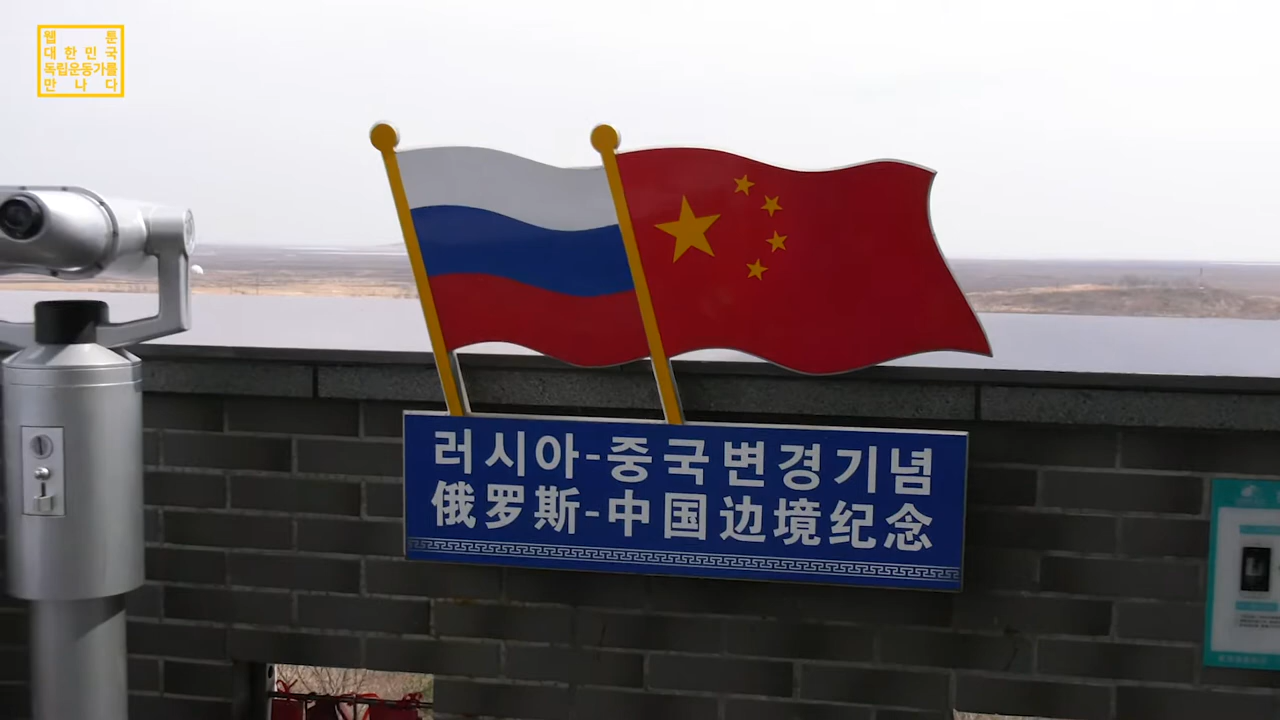 웹 툰
대한민국
독립운동가를
만나다
러시아-중국변경기념
俄罗斯-中国边境纪念